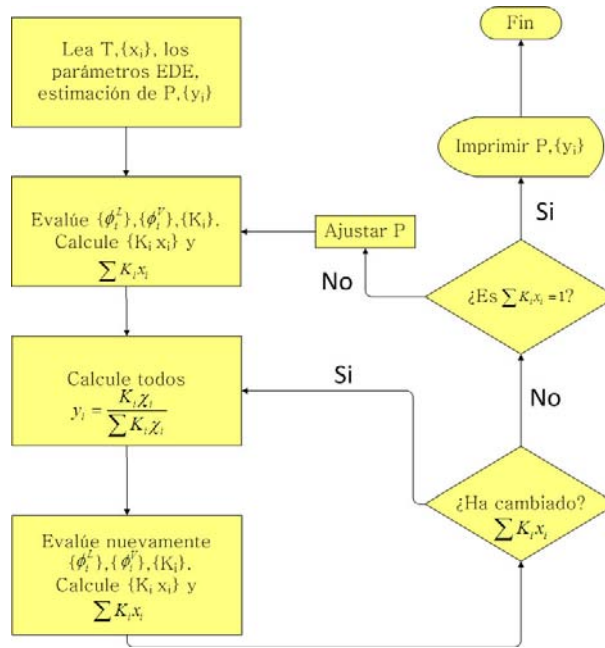 Lea T,{xᵢ}, los
parámetros EDE,
estimación de P,{yᵢ}
Evalúe {ϕᵢᴸ},{ϕᵢⱽ},{Kᵢ}.
Calcule {Kᵢ xᵢ} y
∑ Kᵢxᵢ
Calcule todos
yᵢ = Kᵢχᵢ / ∑ Kᵢχᵢ
Evalúe nuevamente
{ϕᵢᴸ},{ϕᵢⱽ},{Kᵢ}.
Calcule {Kᵢ xᵢ} y
∑ Kᵢxᵢ
¿Ha cambiado?
∑ Kᵢxᵢ
Si
No
¿Es ∑ Kᵢxᵢ =1?
No
Ajustar P
Si
Imprimir P,{yᵢ}
Fin